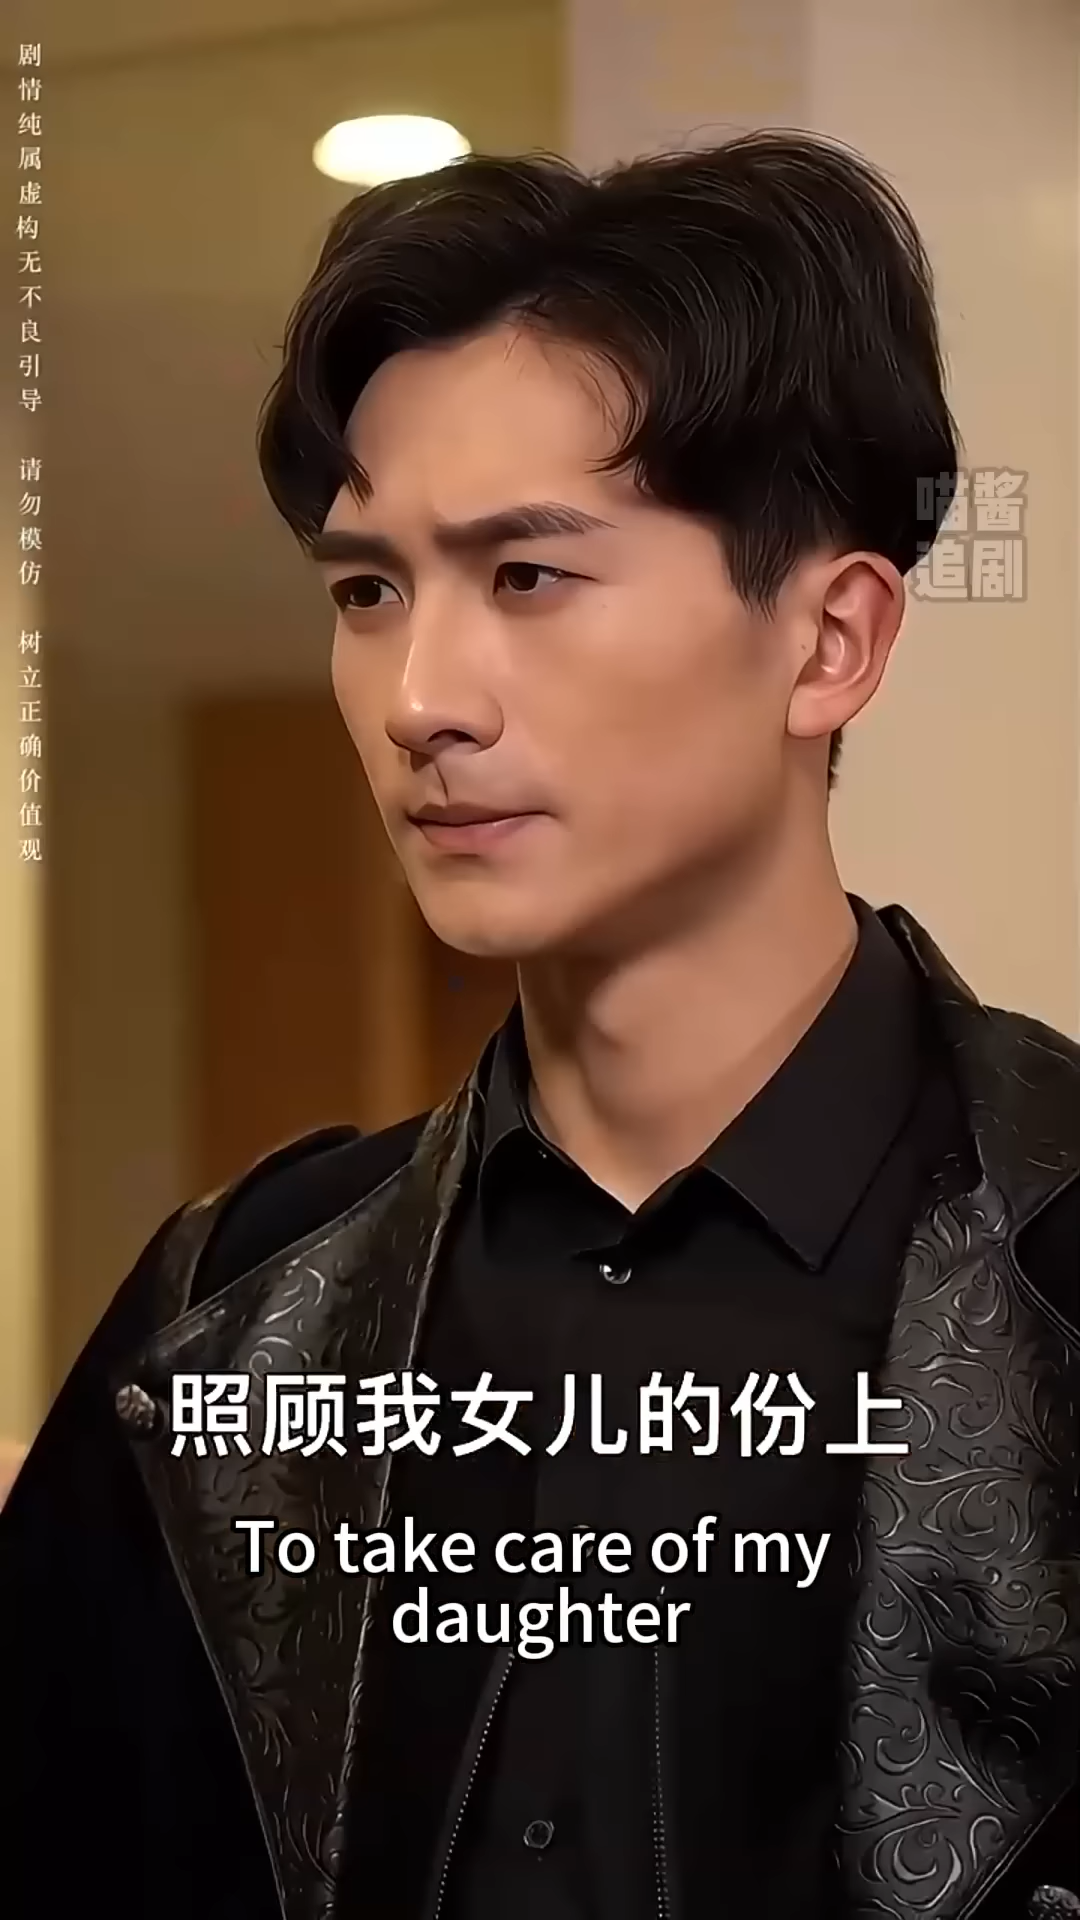 剧情纯属虚构无不良引导 请勿模仿 树立正确价值观
喵酱
追剧
照顾我女儿的份上
To take care of my
daughter